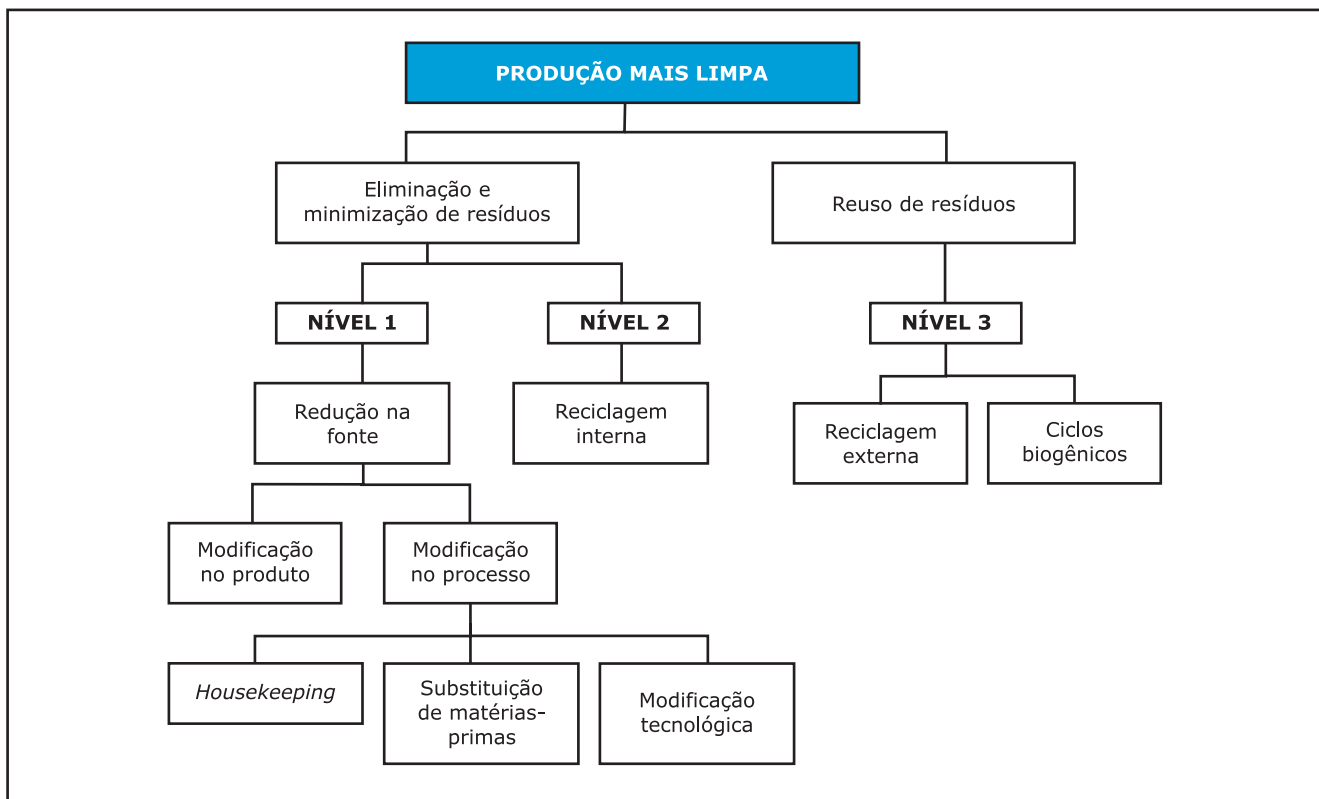 PRODUÇÃO MAIS LIMPA
Eliminação e
minimização de resíduos
Reuso de resíduos
NÍVEL 1
NÍVEL 2
NÍVEL 3
Redução na
fonte
Reciclagem
interna
Reciclagem
externa
Ciclos
biogênicos
Modificação
no produto
Modificação
no processo
Housekeeping
Substituição
de matérias-
primas
Modificação
tecnológica